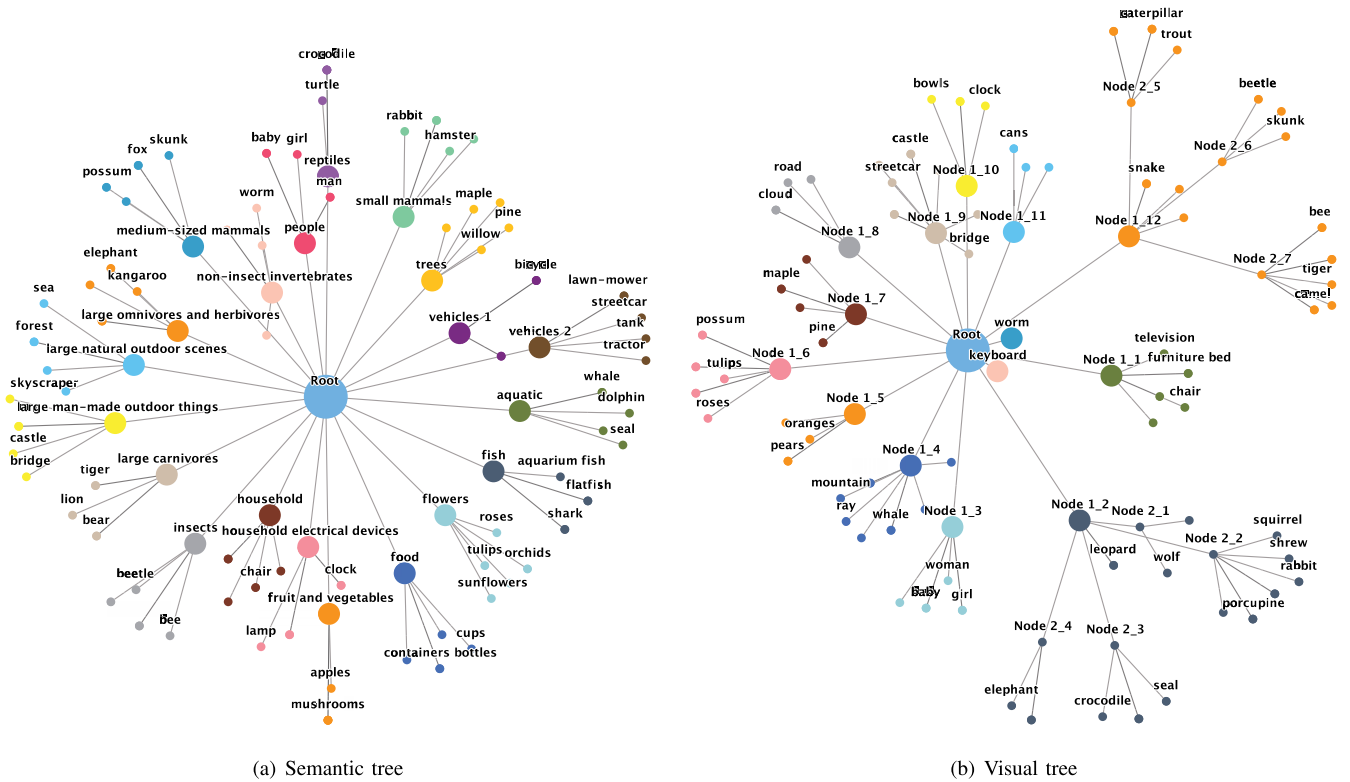 crocodile
turtle
rabbit
hamster
skunk
fox
possum
baby girl
reptiles
man
worm
small mammals
maple
pine
willow
medium-sized mammals
people
trees
elephant
kangaroo
non-insect invertebrates
bicycle
lawn-mower
sea
streetcar
large omnivores and herbivores
vehicles 1
tank
forest
vehicles 2
tractor
large natural outdoor scenes
Root
skyscraper
whale
large man-made outdoor things
aquatic
dolphin
castle
seal
bridge
large carnivores
fish
aquarium fish
tiger
flatfish
lion
household
flowers
roses
shark
bear
insects
household electrical devices
tulips
orchids
beetle
chair
clock
food
sunflowers
fruit and vegetables
bee
lamp
cups
containers
bottles
apples
mushrooms
(a) Semantic tree
caterpillar
trout
Node 2_5
beetle
bowls
clock
skunk
castle
cans
Node 2_6
road
streetcar
Node 1_10
snake
cloud
Node 1_9
Node 1_11
Node 1_12
bee
Node 1_8
bridge
Node 2_7
tiger
maple
camel
Node 1_7
possum
pine
Root
worm
television
tulips
Node 1_6
keyboard
Node 1_1
furniture
bed
roses
Node 1_5
chair
oranges
pears
Node 1_4
mountain
ray
whale
Node 1_3
Node 1_2
Node 2_1
squirrel
leopard
wolf
Node 2_2
shrew
rabbit
woman
baby
girl
porcupine
Node 2_4
Node 2_3
elephant
crocodile
seal
(b) Visual tree